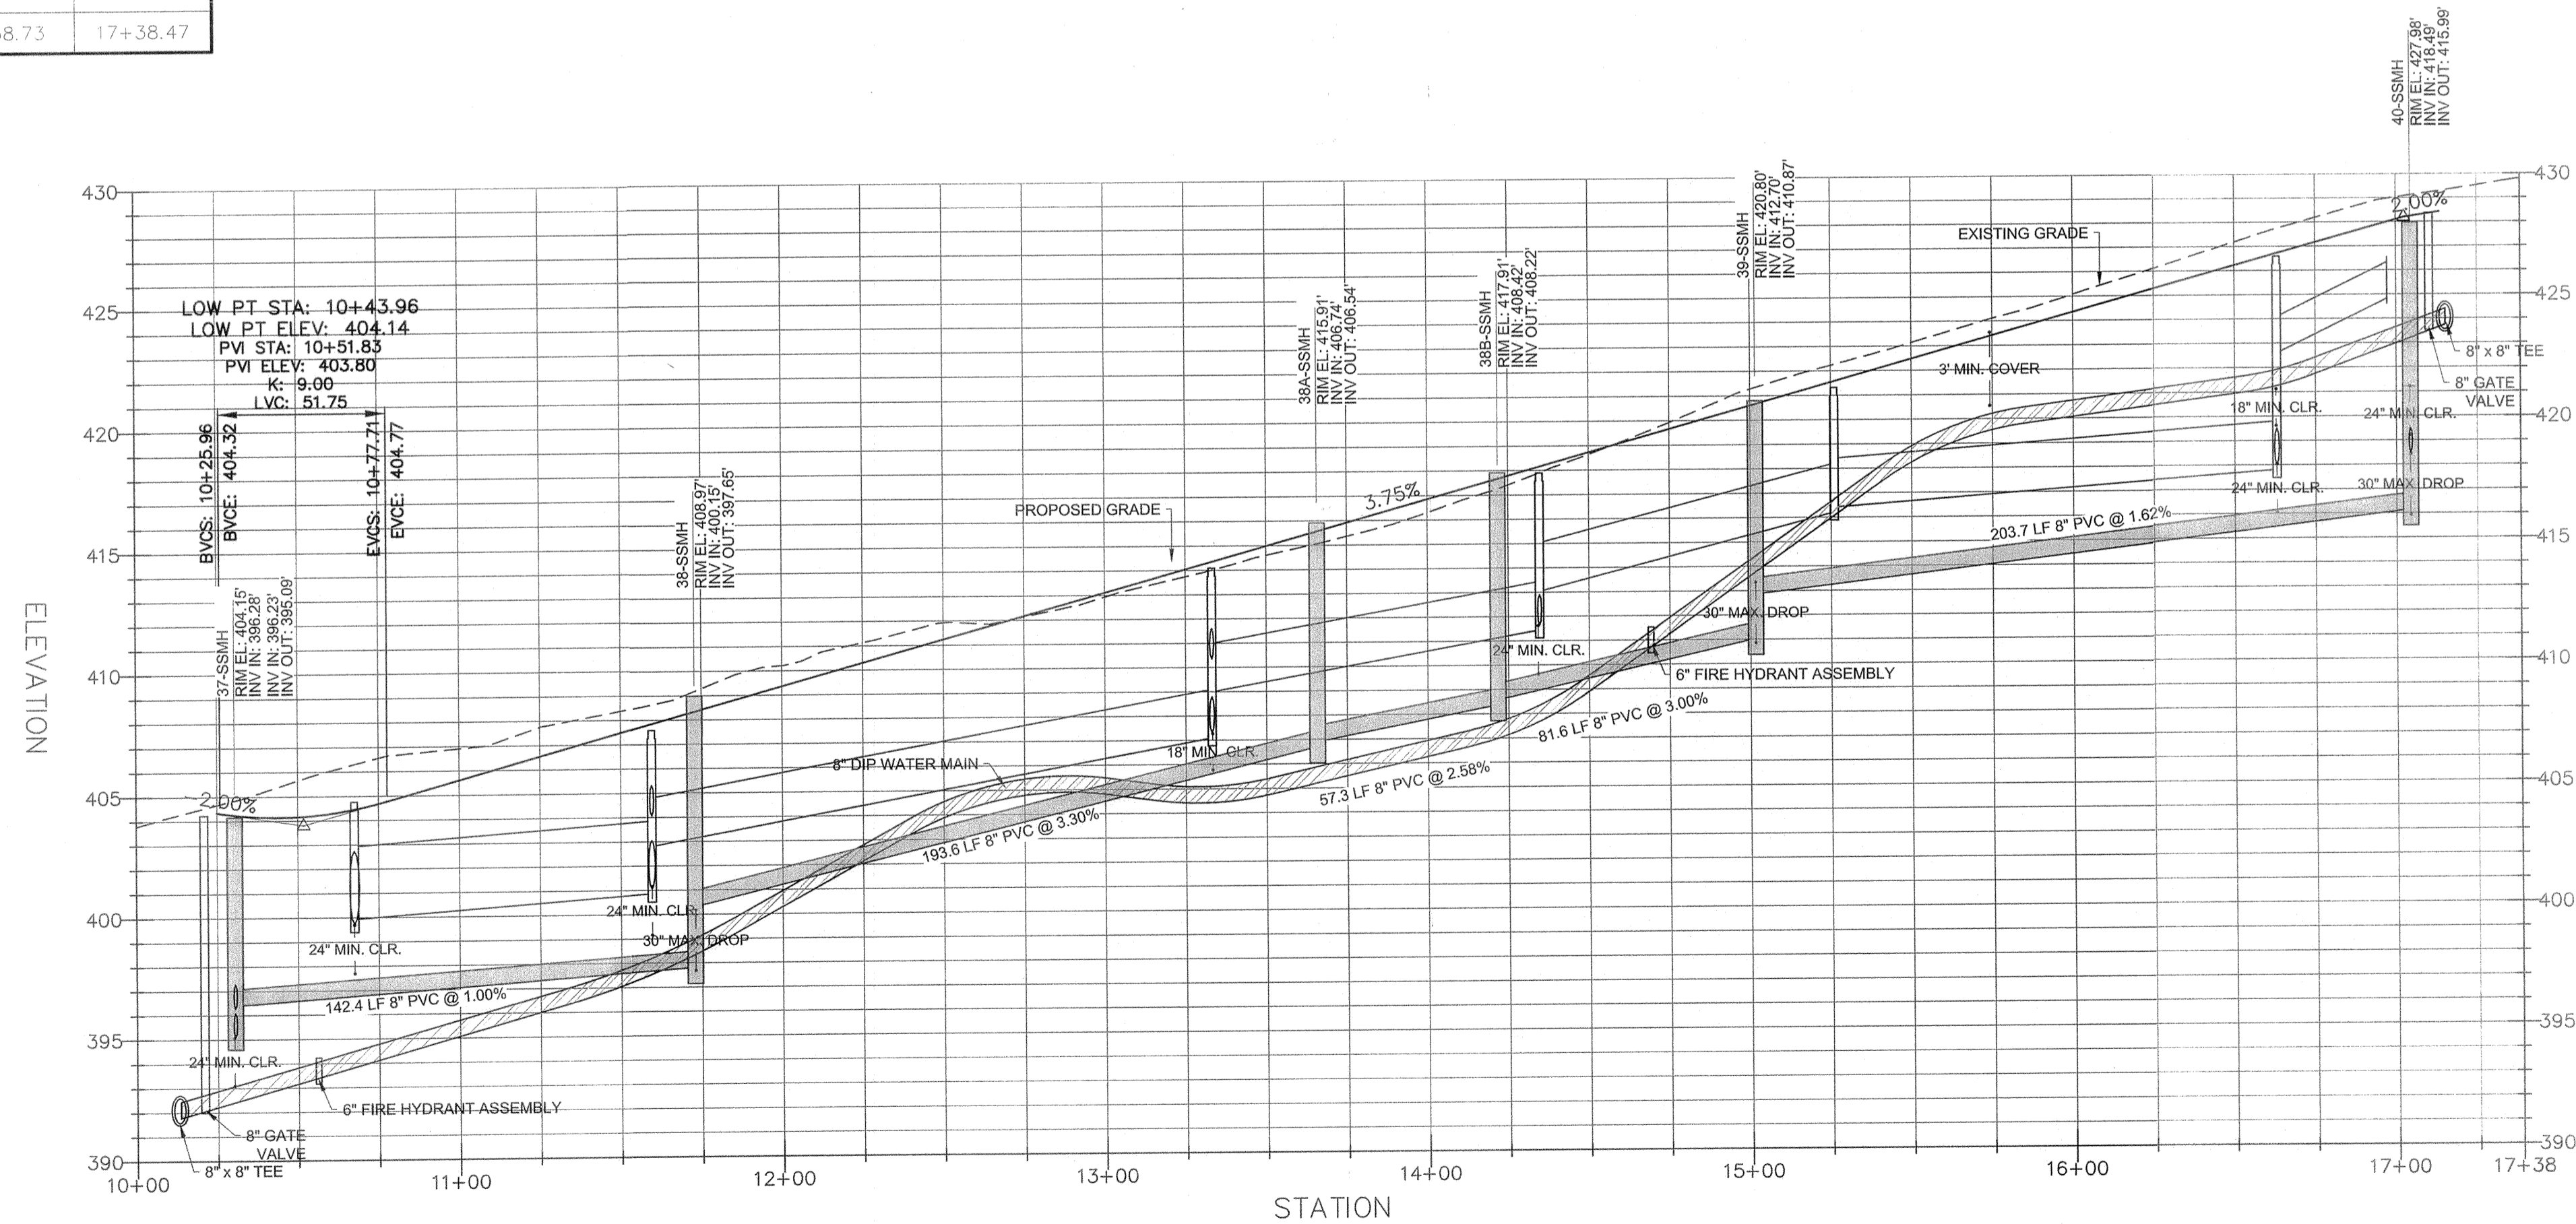 8.73
17+38.47
40-SSMH
RIM EL: 427.98'
INV IN: 418.49'
INV OUT: 415.99'
430
425
420
415
410
405
400
395
390
ELEVATION
LOW PT STA: 10+43.96
LOW PT ELEV: 404.14
PVI STA: 10+51.83
PVI ELEV: 403.80
K: 9.00
LVC: 51.75
BVCS: 10+25.96
BVCE: 404.32
EVCS: 10+77.71
EVCE: 404.77
37-SSMH
RIM EL: 404.15'
INV IN: 396.28'
INV IN: 396.23'
INV OUT: 395.09'
2.00%
24" MIN. CLR.
142.4 LF 8" PVC @ 1.00%
24" MIN. CLR.
6" FIRE HYDRANT ASSEMBLY
8" GATE
VALVE
8" x 8" TEE
38-SSMH
RIM EL: 408.97'
INV IN: 400.15'
INV OUT: 397.65'
24" MIN. CLR.
30" MAX. DROP
8" DIP WATER MAIN
193.6 LF 8" PVC @ 3.30%
PROPOSED GRADE
18" MIN. CLR.
38A-SSMH
RIM EL: 415.91'
INV IN: 406.74'
INV OUT: 406.54'
3.75%
57.3 LF 8" PVC @ 2.58%
38B-SSMH
RIM EL: 417.91'
INV IN: 408.42'
INV OUT: 408.22'
24" MIN. CLR.
81.6 LF 8" PVC @ 3.00%
6" FIRE HYDRANT ASSEMBLY
39-SSMH
RIM EL: 420.80'
INV IN: 412.70'
INV OUT: 410.87'
30" MAX. DROP
EXISTING GRADE
3' MIN. COVER
203.7 LF 8" PVC @ 1.62%
18" MIN. CLR.
24" MIN. CLR.
2.00%
24" MIN. CLR.
30" MAX. DROP
8" x 8" TEE
8" GATE
VALVE
430
425
420
415
410
405
400
395
390
10+00
11+00
12+00
13+00
14+00
15+00
16+00
17+00
17+38
STATION